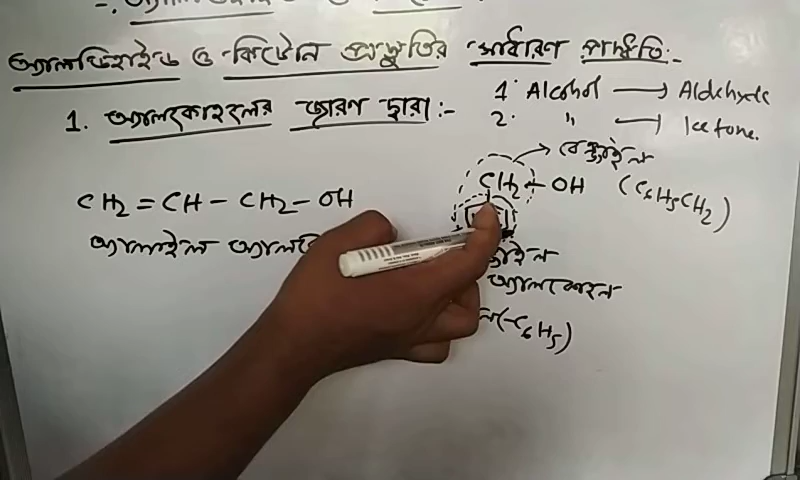 অ্যালডিহাইড ও কিটোন প্রস্তুতির সাধারণ পদ্ধতি:-
1. অ্যালকোহলের জারণ দ্বারা:-
1. Alcohol → Aldehyde
2. " → Ketone.
CH2 = CH - CH2 - OH
অ্যালাইল
বেঞ্জাইল
CH2 - OH (C6H5CH2)
অ্যালকোহল
(-C6H5)